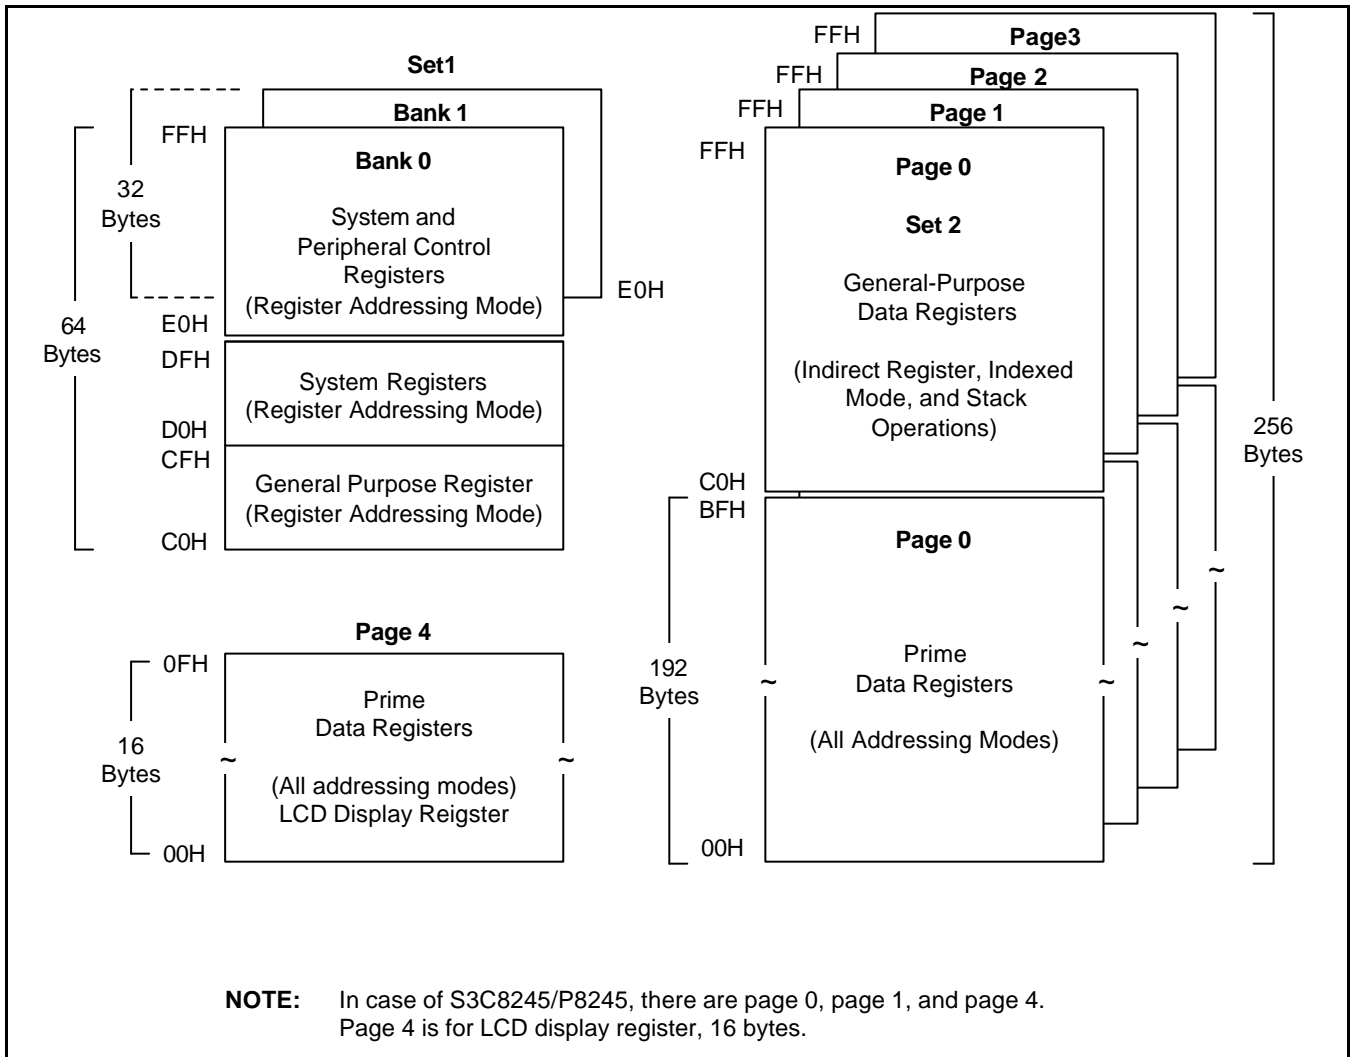 Set1
Bank 1
FFH
Bank 0
32
Bytes
System and
Peripheral Control
Registers
(Register Addressing Mode)
E0H
E0H
64
Bytes
DFH
System Registers
(Register Addressing Mode)
D0H
CFH
General Purpose Register
(Register Addressing Mode)
C0H
Page 4
0FH
Prime
Data Registers
16
Bytes
~
~
(All addressing modes)
LCD Display Reigster
00H
FFH
Page3
FFH
Page 2
FFH
Page 1
FFH
Page 0
Set 2
General-Purpose
Data Registers
(Indirect Register, Indexed
Mode, and Stack
Operations)
256
Bytes
C0H
BFH
Page 0
~
~
~
192
Bytes
~
~
Prime
Data Registers
(All Addressing Modes)
00H
NOTE: In case of S3C8245/P8245, there are page 0, page 1, and page 4.
Page 4 is for LCD display register, 16 bytes.